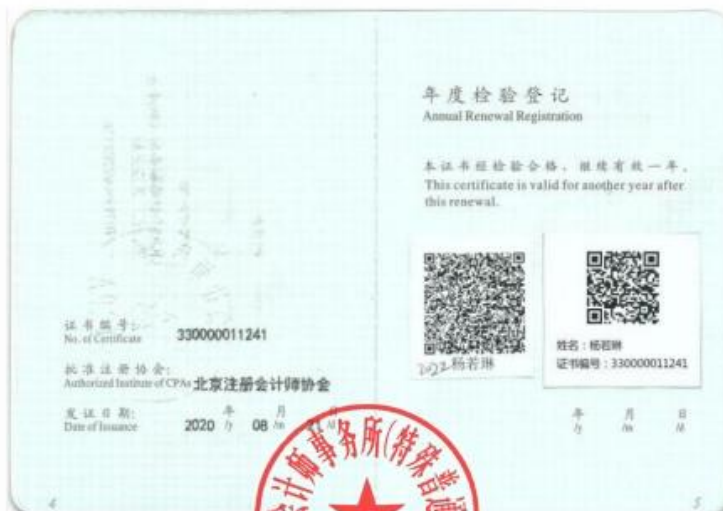 证书编号:
No. of Certificate
330000011241
批准注册协会:
Authorized Institute of CPAs 北京注册会计师协会
发证日期:
Date of Issuance
2020 年 /y 08 月 /m 日 /d
4
年度检验登记
Annual Renewal Registration
本证书经检验合格，继续有效一年。
This certificate is valid for another year after
this renewal.
2022 杨若琳
姓名：杨若琳
证书编号：330000011241
年 月 日
/y /m /d
5
计师事务所(特殊普通